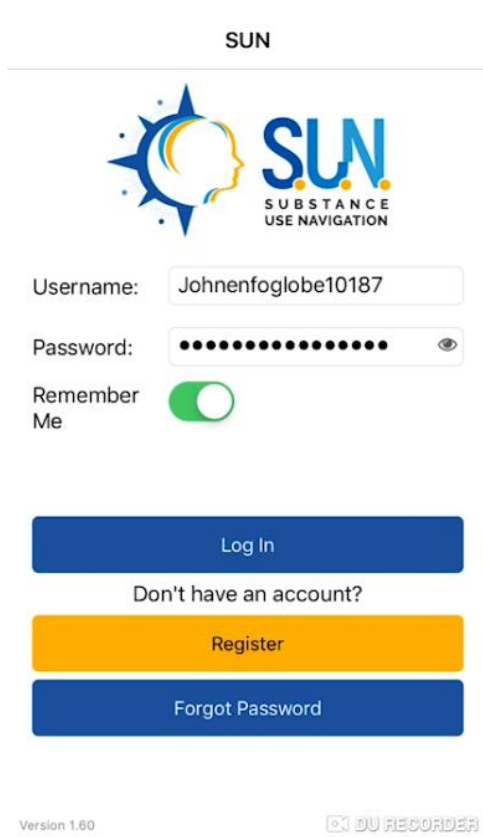 SUN
S.U.N.
SUBSTANCE
USE NAVIGATION
Username: Johnenfoglobe10187
Password: ••••••••••••••••
Remember
Me
Log In
Don't have an account?
Register
Forgot Password
Version 1.60
DU RECORDER